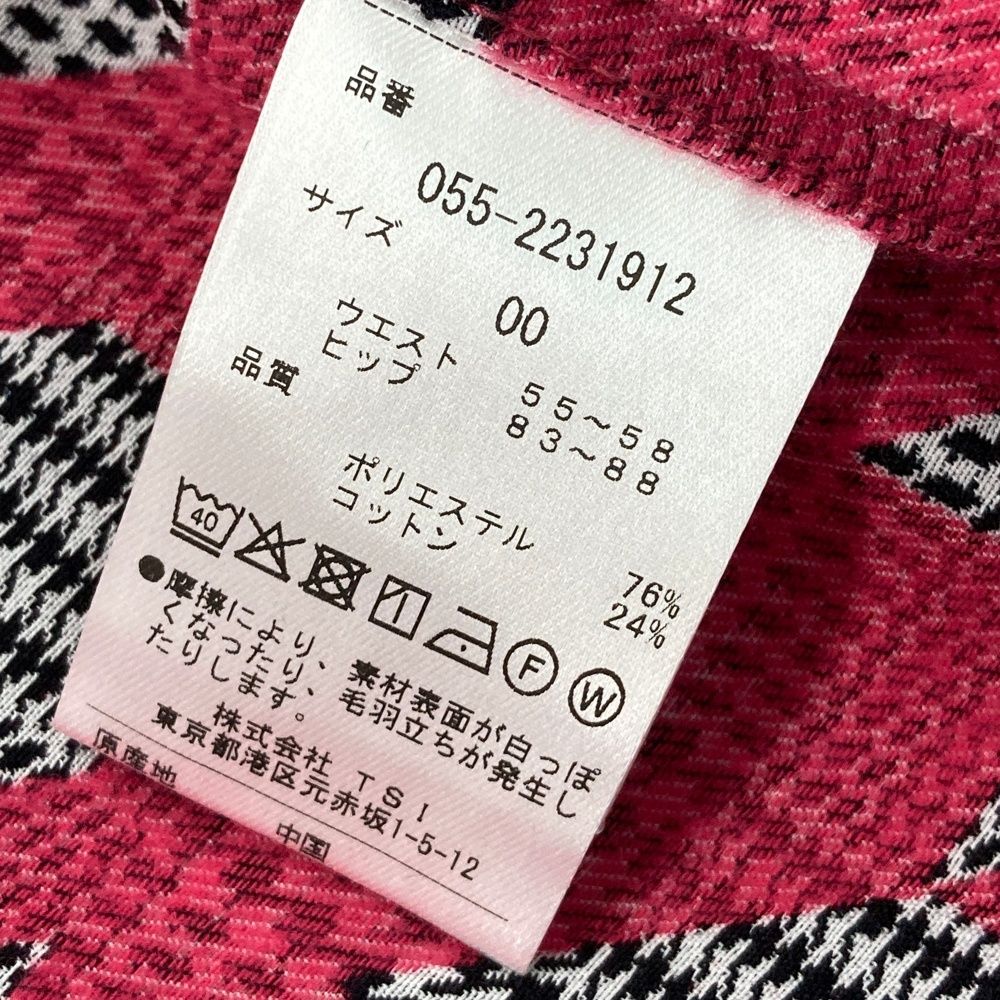 品番
055-2231912
サイズ
00
ウエスト 55～58
ヒップ 83～88
品質
ポリエステル 76%
コットン 24%
40
F W
●摩擦により、素材表面が白っぽ
くなったり、毛羽立ちが発生し
たりします。
株式会社 TSI
東京都港区元赤坂1-5-12
原産地
中国